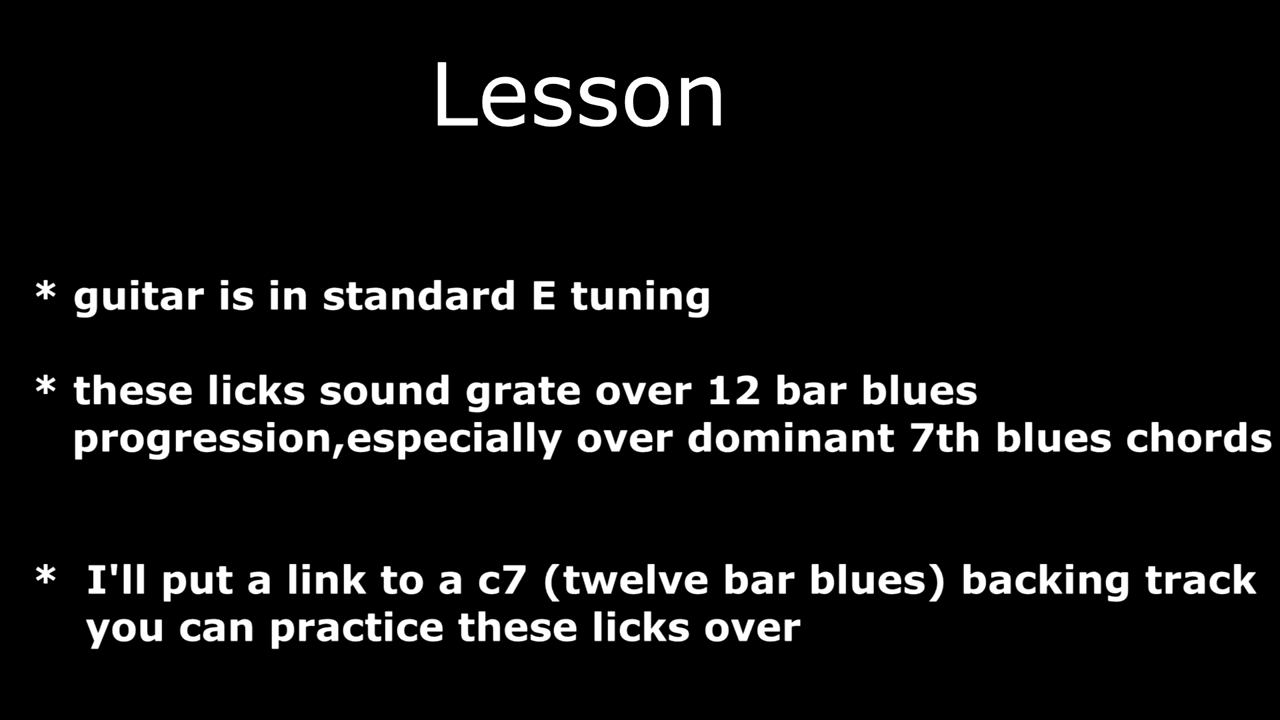 Lesson
* guitar is in standard E tuning
* these licks sound grate over 12 bar blues
progression,especially over dominant 7th blues chords
* I'll put a link to a c7 (twelve bar blues) backing track
you can practice these licks over